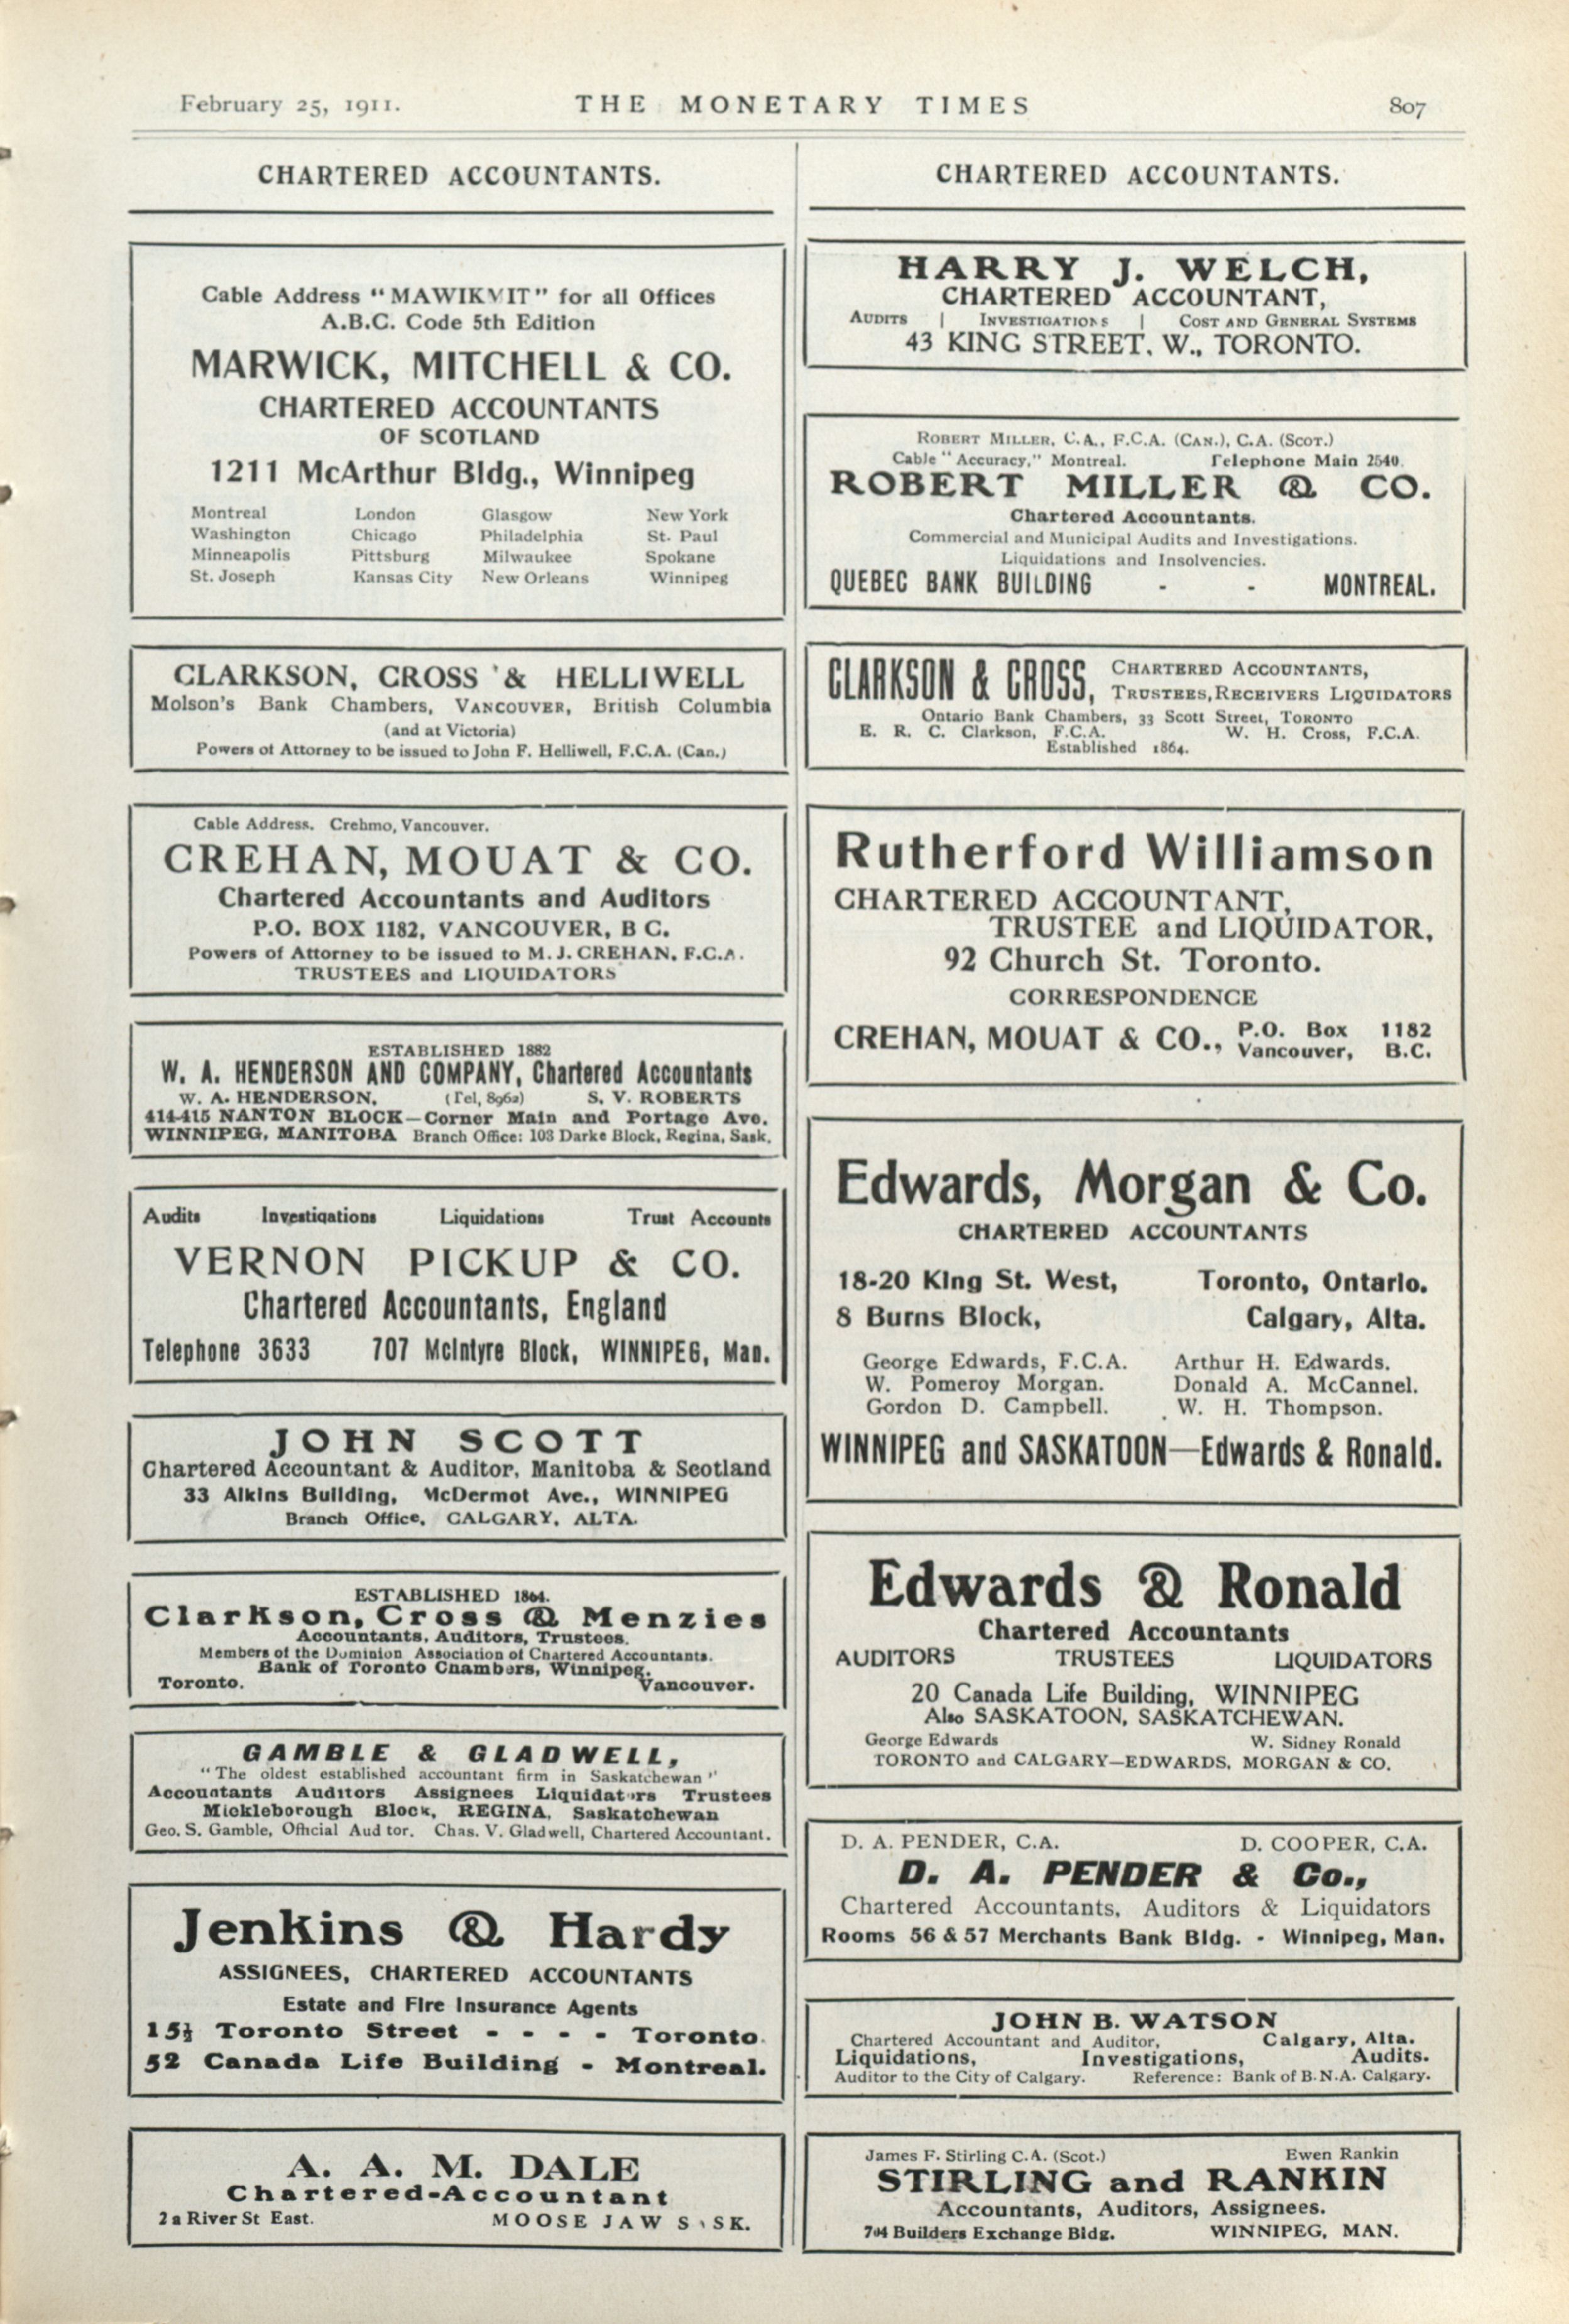 February 25, 1911. THE MONETARY TIMES 807
CHARTERED ACCOUNTANTS.
Cable Address "MAWIKVIT" for all Offices
A.B.C. Code 5th Edition
MARWICK, MITCHELL & CO.
CHARTERED ACCOUNTANTS
OF SCOTLAND
1211 McArthur Bldg., Winnipeg
Montreal London Glasgow New York
Washington Chicago Philadelphia St. Paul
Minneapolis Pittsburg Milwaukee Spokane
St. Joseph Kansas City New Orleans Winnipeg
CLARKSON, CROSS & HELLIWELL
Molson's Bank Chambers, VANCOUVER, British Columbia
(and at Victoria)
Powers of Attorney to be issued to John F. Helliwell, F.C.A. (Can.)
Cable Address. Crehmo, Vancouver.
CREHAN, MOUAT & CO.
Chartered Accountants and Auditors
P.O. BOX 1182, VANCOUVER, B C.
Powers of Attorney to be issued to M. J. CREHAN, F.C.A.
TRUSTEES and LIQUIDATORS
ESTABLISHED 1882
W. A. HENDERSON AND COMPANY, Chartered Accountants
W. A. HENDERSON, (Tel, 8962) S. V. ROBERTS
414-415 NANTON BLOCK—Corner Main and Portage Ave.
WINNIPEG, MANITOBA Branch Office: 103 Darke Block, Regina, Sask.
Audits Investigations Liquidations Trust Accounts
VERNON PICKUP & CO.
Chartered Accountants, England
Telephone 3633 707 McIntyre Block, WINNIPEG, Man.
JOHN SCOTT
Chartered Accountant & Auditor, Manitoba & Scotland
33 Aikins Building, McDermot Ave., WINNIPEG
Branch Office, CALGARY, ALTA.
ESTABLISHED 1864.
Clarkson, Cross & Menzies
Accountants, Auditors, Trustees.
Members of the Dominion Association of Chartered Accountants.
Bank of Toronto Chambers, Winnipeg.
Toronto. Vancouver.
GAMBLE & GLADWELL,
"The oldest established accountant firm in Saskatchewan"
Accountants Auditors Assignees Liquidators Trustees
Mickleborough Block, REGINA, Saskatchewan
Geo. S. Gamble, Official Aud tor. Chas. V. Gladwell, Chartered Accountant.
Jenkins & Hardy
ASSIGNEES, CHARTERED ACCOUNTANTS
Estate and Fire Insurance Agents
15½ Toronto Street - - - - Toronto.
52 Canada Life Building - Montreal.
A. A. M. DALE
Chartered-Accountant
2a River St East. MOOSE JAW SASK.
CHARTERED ACCOUNTANTS.
HARRY J. WELCH,
CHARTERED ACCOUNTANT,
AUDITS | INVESTIGATIONS | COST AND GENERAL SYSTEMS
43 KING STREET. W., TORONTO.
ROBERT MILLER, C.A., F.C.A. (CAN.), C.A. (SCOT.)
Cable "Accuracy," Montreal. Telephone Main 2540.
ROBERT MILLER & CO.
Chartered Accountants.
Commercial and Municipal Audits and Investigations.
Liquidations and Insolvencies.
QUEBEC BANK BUILDING - - MONTREAL.
CLARKSON & CROSS, CHARTERED ACCOUNTANTS,
TRUSTEES, RECEIVERS LIQUIDATORS
Ontario Bank Chambers, 33 Scott Street, TORONTO
E. R. C. Clarkson, F.C.A. W. H. Cross, F.C.A.
Established 1864.
Rutherford Williamson
CHARTERED ACCOUNTANT,
TRUSTEE and LIQUIDATOR,
92 Church St. Toronto.
CORRESPONDENCE
CREHAN, MOUAT & CO., P.O. Box 1182
Vancouver, B.C.
Edwards, Morgan & Co.
CHARTERED ACCOUNTANTS
18-20 King St. West, Toronto, Ontario.
8 Burns Block, Calgary, Alta.
George Edwards, F.C.A. Arthur H. Edwards.
W. Pomeroy Morgan. Donald A. McCannel.
Gordon D. Campbell. W. H. Thompson.
WINNIPEG and SASKATOON—Edwards & Ronald.
Edwards & Ronald
Chartered Accountants
AUDITORS TRUSTEES LIQUIDATORS
20 Canada Life Building, WINNIPEG
Also SASKATOON, SASKATCHEWAN.
George Edwards W. Sidney Ronald
TORONTO and CALGARY—EDWARDS, MORGAN & CO.
D. A. PENDER, C.A. D. COOPER, C.A.
D. A. PENDER & Co.,
Chartered Accountants, Auditors & Liquidators
Rooms 56 & 57 Merchants Bank Bldg. - Winnipeg, Man.
JOHN B. WATSON
Chartered Accountant and Auditor, Calgary, Alta.
Liquidations, Investigations, Audits.
Auditor to the City of Calgary. Reference: Bank of B.N.A. Calgary.
James F. Stirling C.A. (Scot.) Ewen Rankin
STIRLING and RANKIN
Accountants, Auditors, Assignees.
704 Builders Exchange Bldg. WINNIPEG, MAN.